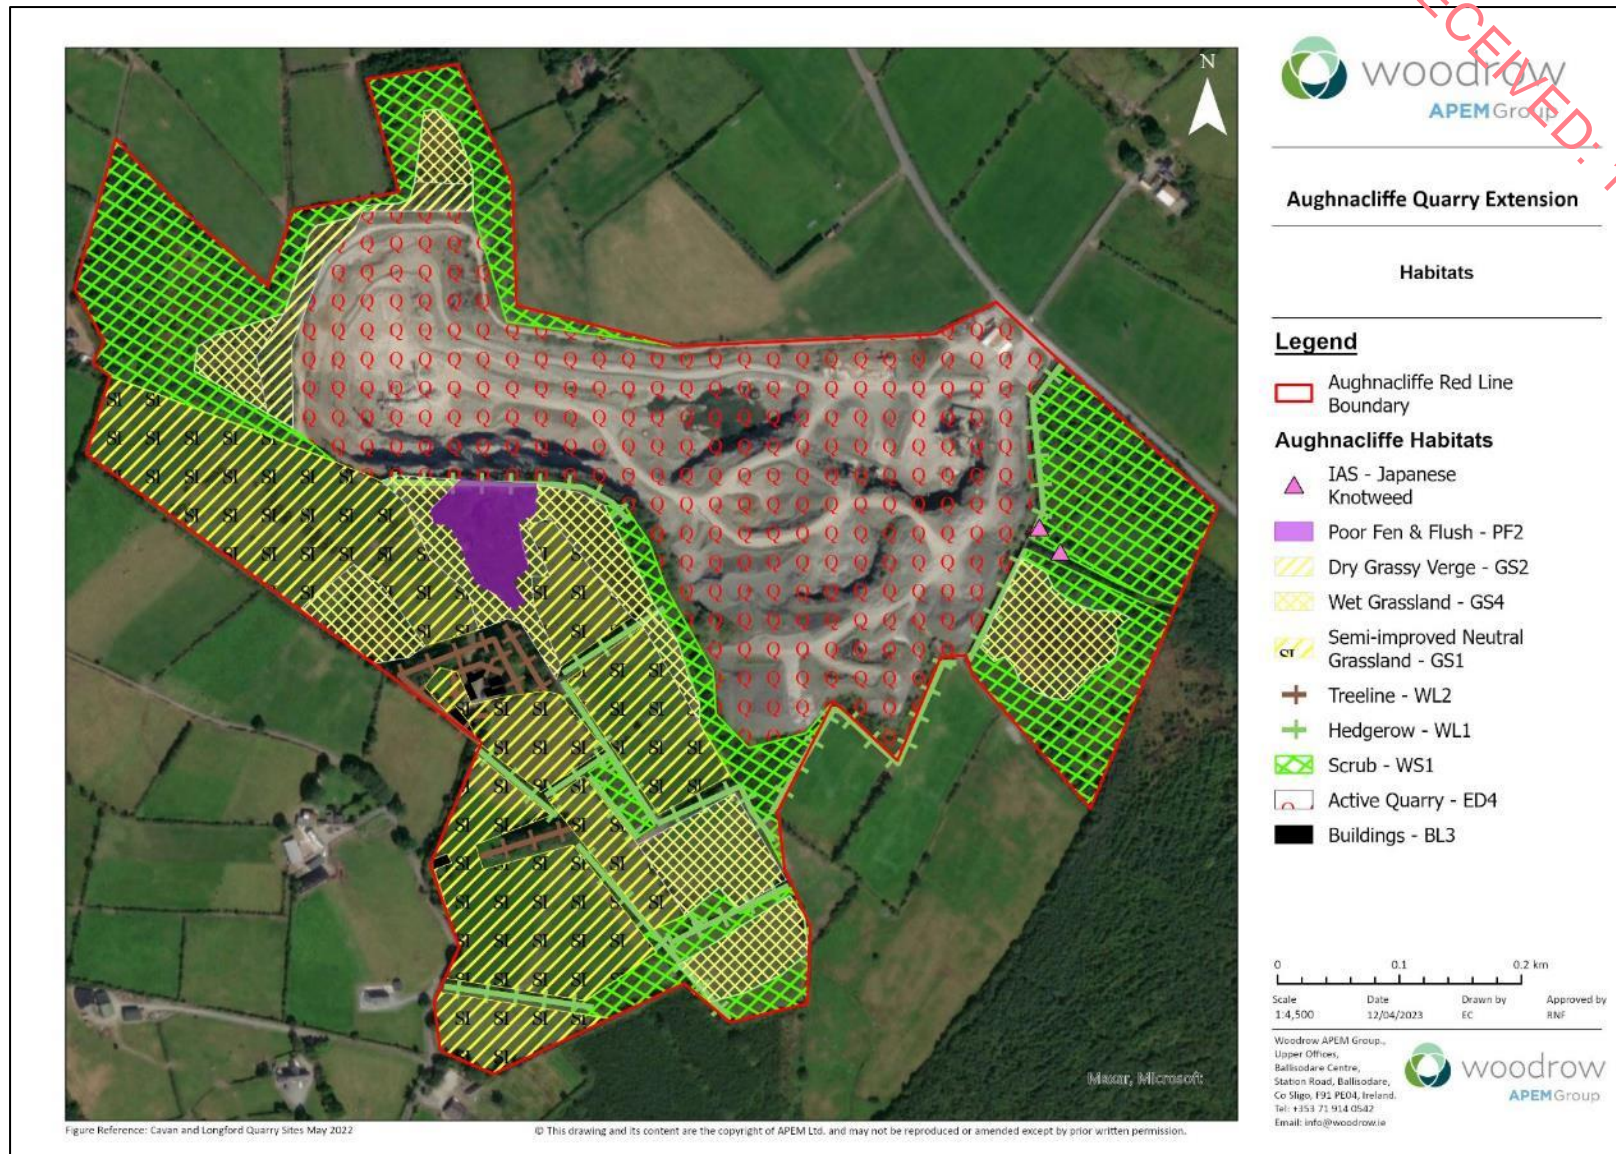 RECEIVED: 1
N
woodrow
APEM Group
Aughnacliffe Quarry Extension
Habitats
Legend
Aughnacliffe Red Line
Boundary
Aughnacliffe Habitats
IAS - Japanese
Knotweed
Poor Fen & Flush - PF2
Dry Grassy Verge - GS2
Wet Grassland - GS4
Semi-improved Neutral
Grassland - GS1
Treeline - WL2
Hedgerow - WL1
Scrub - WS1
Active Quarry - ED4
Buildings - BL3
0 0.1 0.2 km
Scale Date Drawn by Approved by
1:4,500 12/04/2023 EC RNF
Woodrow APEM Group.,
Upper Offices,
Ballisodare Centre,
Station Road, Ballisodare,
Co Sligo, F91 PE04, Ireland.
Tel: +353 71 914 0542
Email: info@woodrow.ie
woodrow
APEM Group
Maxar, Microsoft
Figure Reference: Cavan and Longford Quarry Sites May 2022
© This drawing and its content are the copyright of APEM Ltd. and may not be reproduced or amended except by prior written permission.